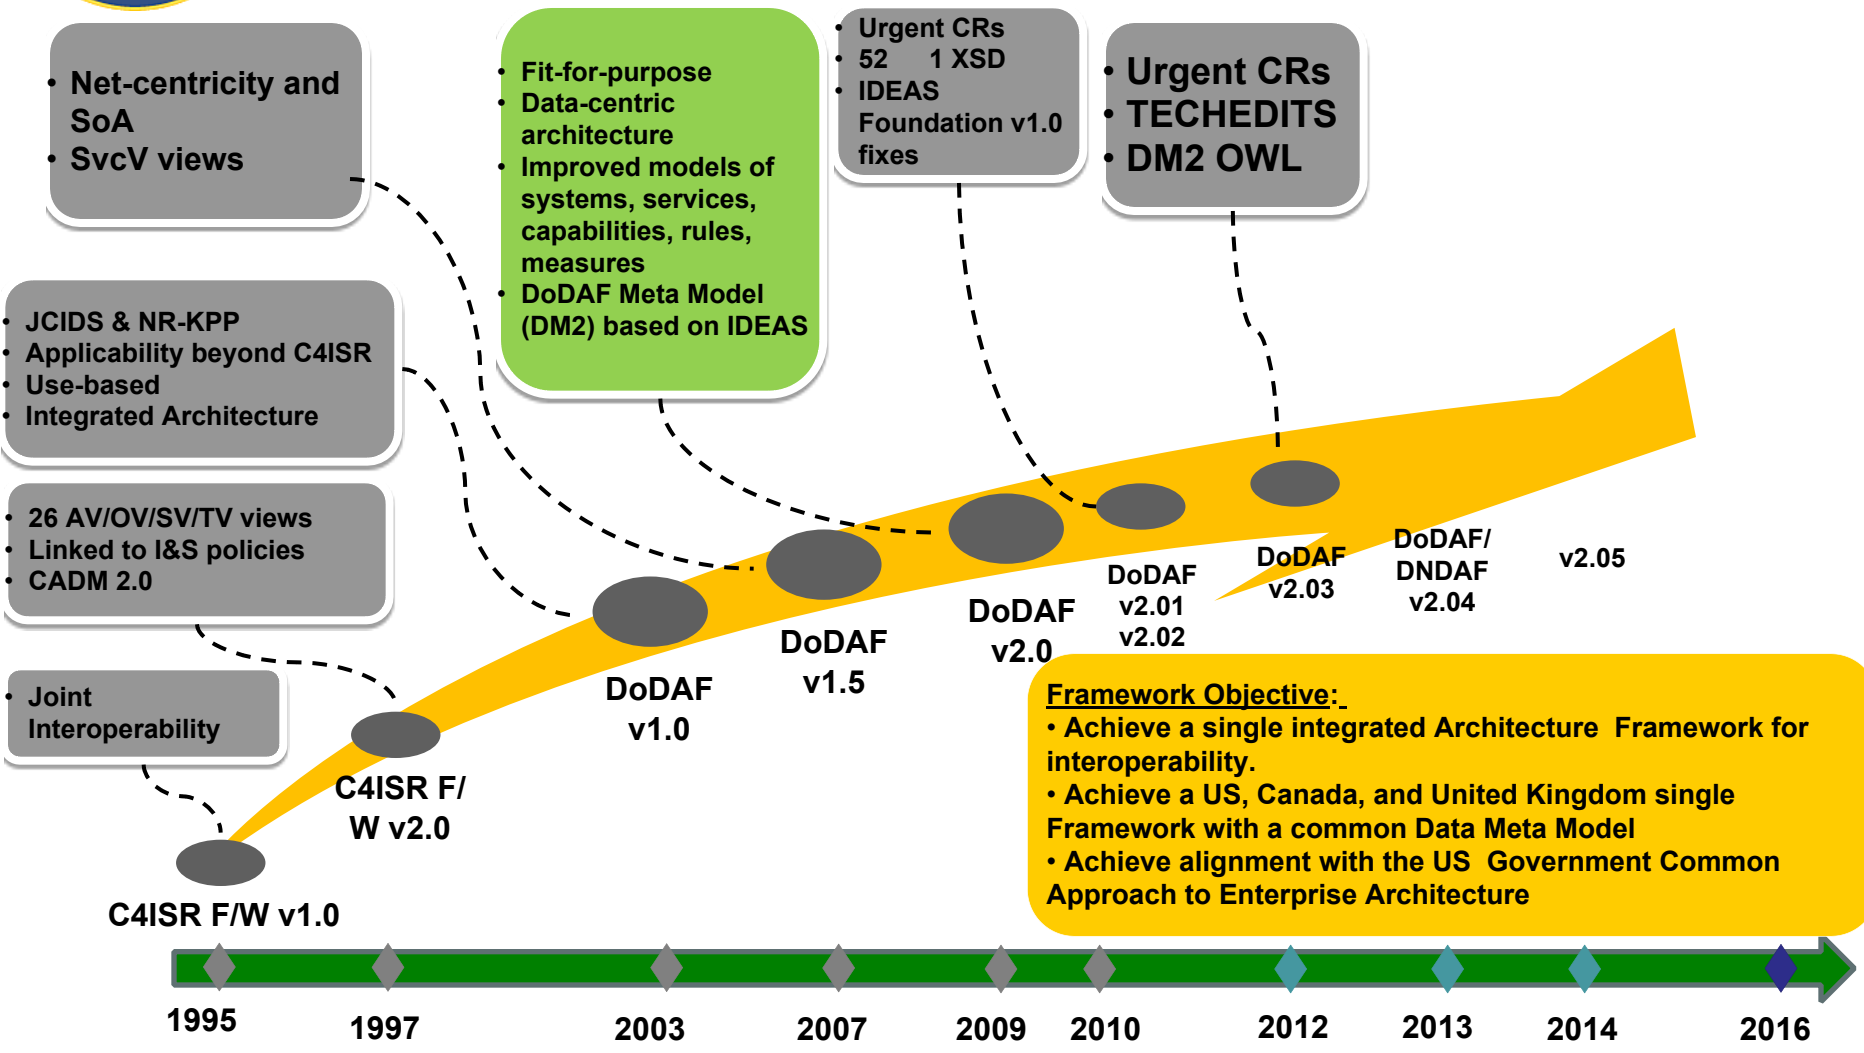 • Net-centricity and
SoA
• SvcV views
• Fit-for-purpose
• Data-centric
architecture
• Improved models of
systems, services,
capabilities, rules,
measures
• DoDAF Meta Model
(DM2) based on IDEAS
• Urgent CRs
• 52 1 XSD
• IDEAS
Foundation v1.0
fixes
• Urgent CRs
• TECHEDITS
• DM2 OWL
• JCIDS & NR-KPP
• Applicability beyond C4ISR
• Use-based
• Integrated Architecture
• 26 AV/OV/SV/TV views
• Linked to I&S policies
• CADM 2.0
• Joint
Interoperability
C4ISR F/W v1.0
C4ISR F/
W v2.0
DoDAF
v1.0
DoDAF
v1.5
DoDAF
v2.0
DoDAF
v2.01
v2.02
DoDAF
v2.03
DoDAF/
DNDAF
v2.04
v2.05
Framework Objective:
• Achieve a single integrated Architecture Framework for
interoperability.
• Achieve a US, Canada, and United Kingdom single
Framework with a common Data Meta Model
• Achieve alignment with the US Government Common
Approach to Enterprise Architecture
1995
1997
2003
2007
2009
2010
2012
2013
2014
2016